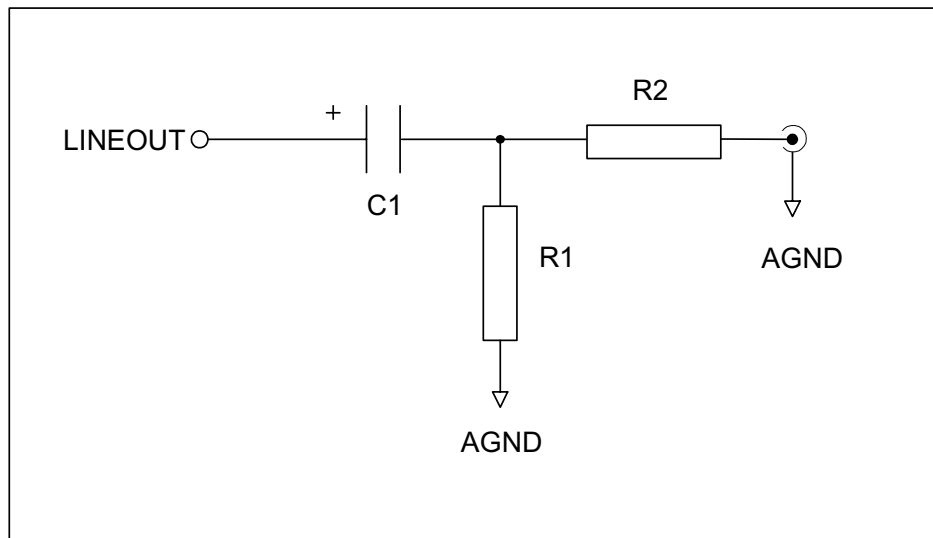 R2
+
LINEOUT
C1
R1
AGND
AGND